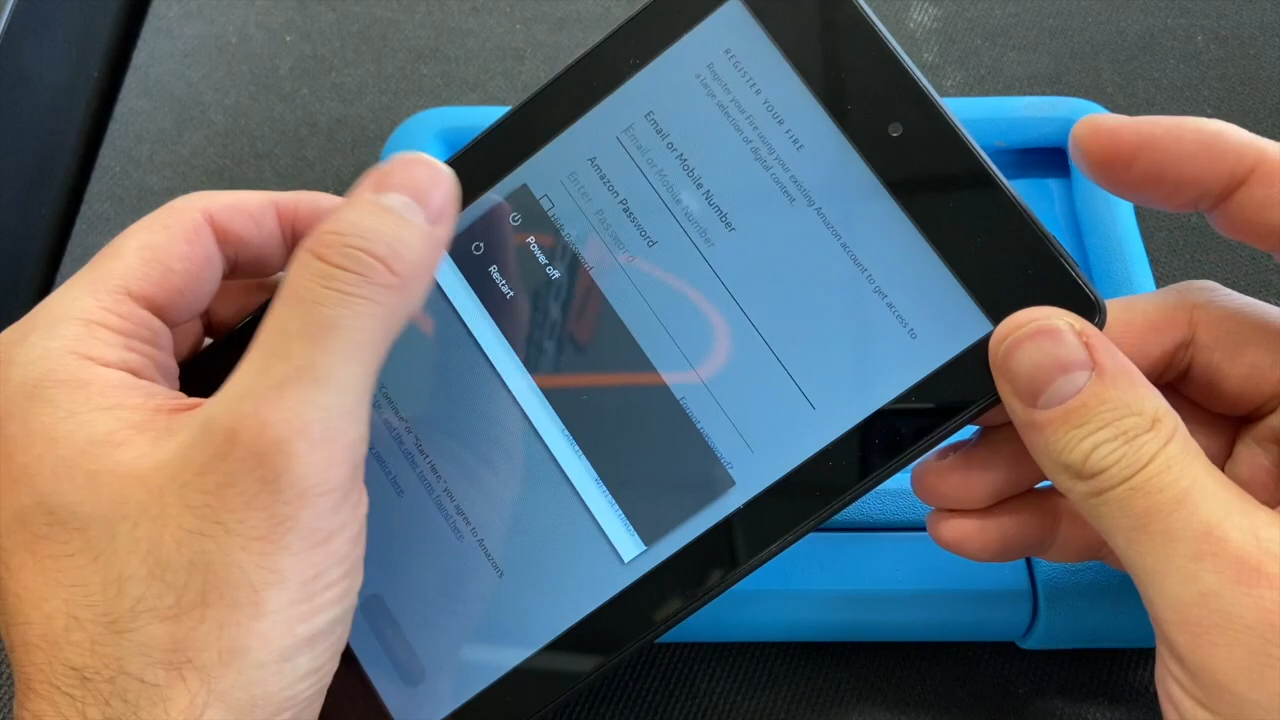 REGISTER YOUR FIRE
Register your Fire using your existing Amazon account to get access to
a large selection of digital content.
Email or Mobile Number
Email or Mobile Number
Amazon Password
Enter Password
Hide Password
Forgot password?
Power off
Restart
"Continue" or "Start Here," you agree to Amazon's
and the other terms found here.
notice here.